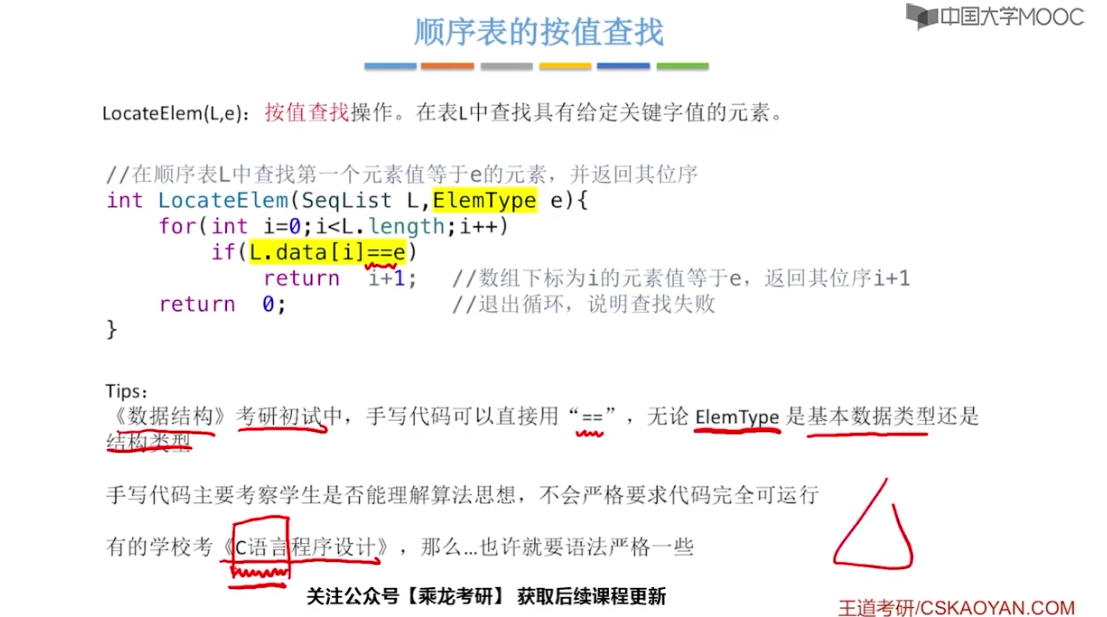 中国大学MOOC
顺序表的按值查找
LocateElem(L,e)：按值查找操作。在表L中查找具有给定关键字值的元素。
//在顺序表L中查找第一个元素值等于e的元素，并返回其位序
int LocateElem(SeqList L,ElemType e){
for(int i=0;i<L.length;i++)
if(L.data[i]==e)
return i+1; //数组下标为i的元素值等于e，返回其位序i+1
return 0; //退出循环，说明查找失败
}
Tips：
《数据结构》考研初试中，手写代码可以直接用“==”，无论 ElemType 是基本数据类型还是
结构类型
手写代码主要考察学生是否能理解算法思想，不会严格要求代码完全可运行
有的学校考《C语言程序设计》，那么…也许就要语法严格一些
关注公众号【乘龙考研】 获取后续课程更新
王道考研/CSKAOYAN.COM